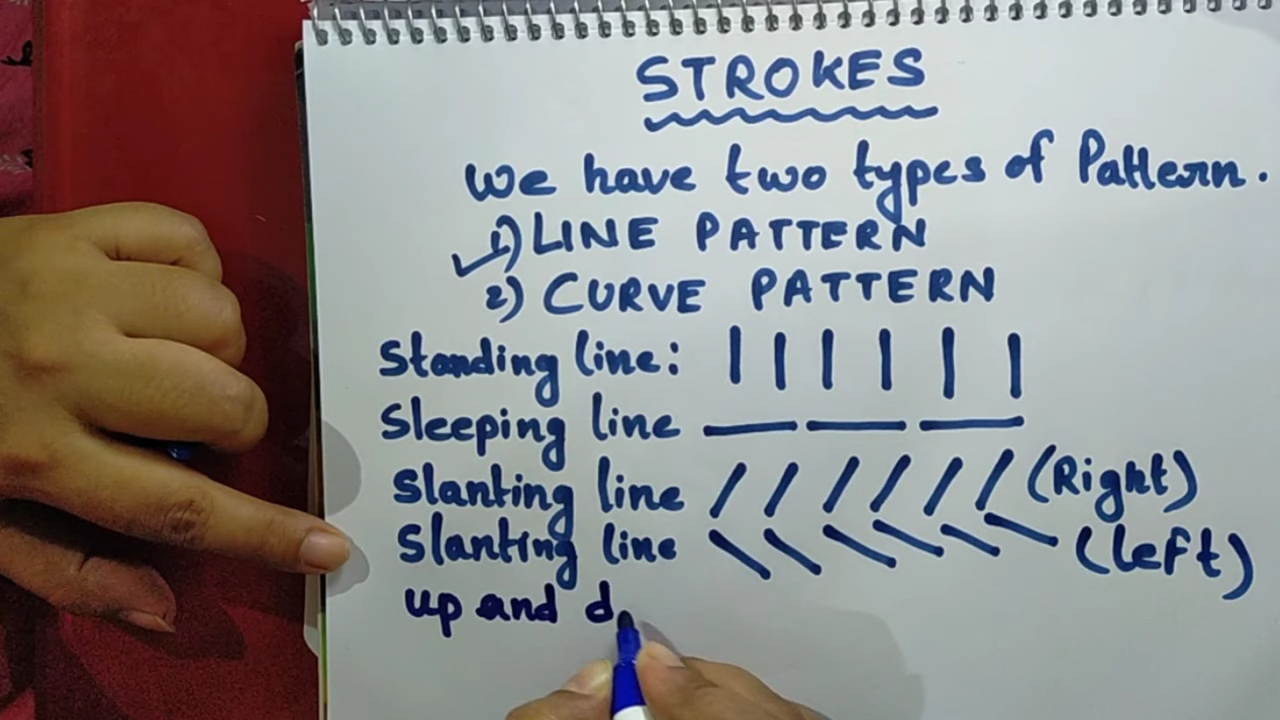 STROKES
We have two types of Pattern.
1) LINE PATTERN
2) CURVE PATTERN
Standing line:
Sleeping line
Slanting line (Right)
Slanting line (left)
up and d